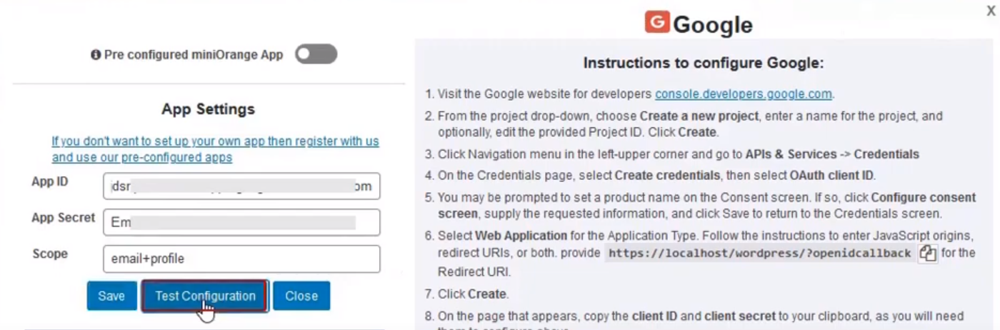 X
G Google
Pre configured miniOrange App
App Settings
If you don't want to set up your own app then register with us
and use our pre-configured apps
App ID
App Secret
Em
Scope
email+profile
Save
Test Configuration
Close
Instructions to configure Google:
1. Visit the Google website for developers console.developers.google.com.
2. From the project drop-down, choose Create a new project, enter a name for the project, and
optionally, edit the provided Project ID. Click Create.
3. Click Navigation menu in the left-upper corner and go to APIs & Services -> Credentials
4. On the Credentials page, select Create credentials, then select OAuth client ID.
5. You may be prompted to set a product name on the Consent screen. If so, click Configure consent
screen, supply the requested information, and click Save to return to the Credentials screen.
6. Select Web Application for the Application Type. Follow the instructions to enter JavaScript origins,
redirect URIs, or both. provide https://localhost/wordpress/?openidcallback for the
Redirect URI.
7. Click Create.
8. On the page that appears, copy the client ID and client secret to your clipboard, as you will need